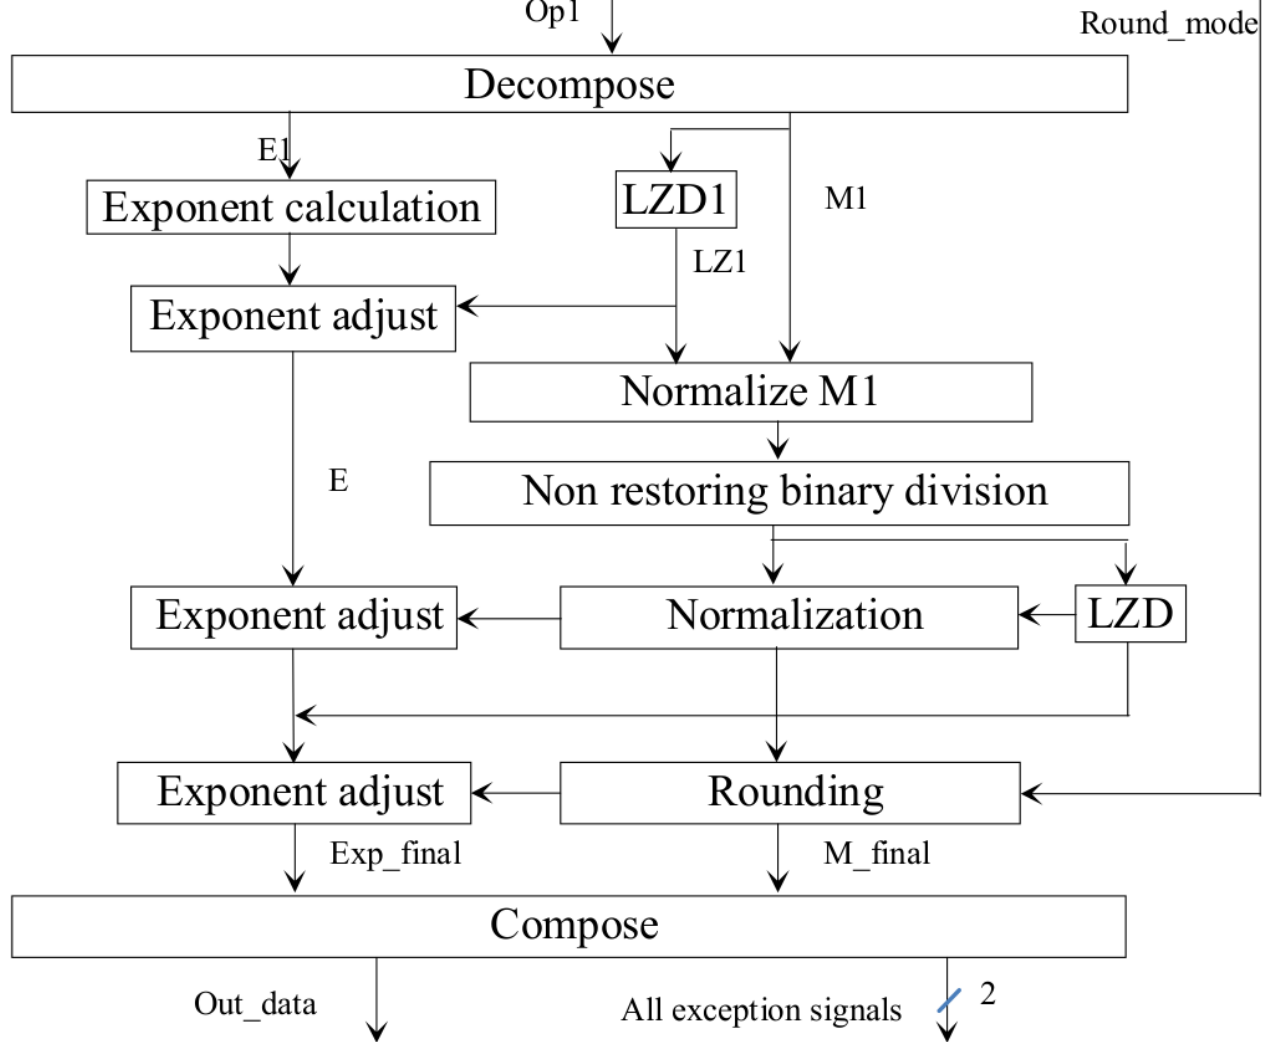 Op1
Round_mode
Decompose
E1
Exponent calculation
LZD1
M1
LZ1
Exponent adjust
Normalize M1
E
Non restoring binary division
Exponent adjust
Normalization
LZD
Exponent adjust
Rounding
Exp_final
M_final
Compose
Out_data
All exception signals
2